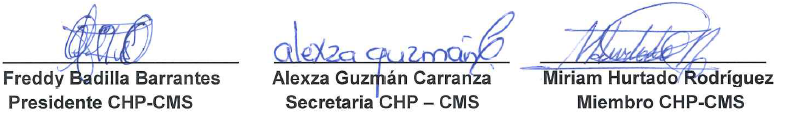 alexza guzmán C
Hurtado R
Freddy Badilla Barrantes Alexza Guzmán Carranza Miriam Hurtado Rodríguez
Presidente CHP-CMS Secretaria CHP – CMS Miembro CHP-CMS